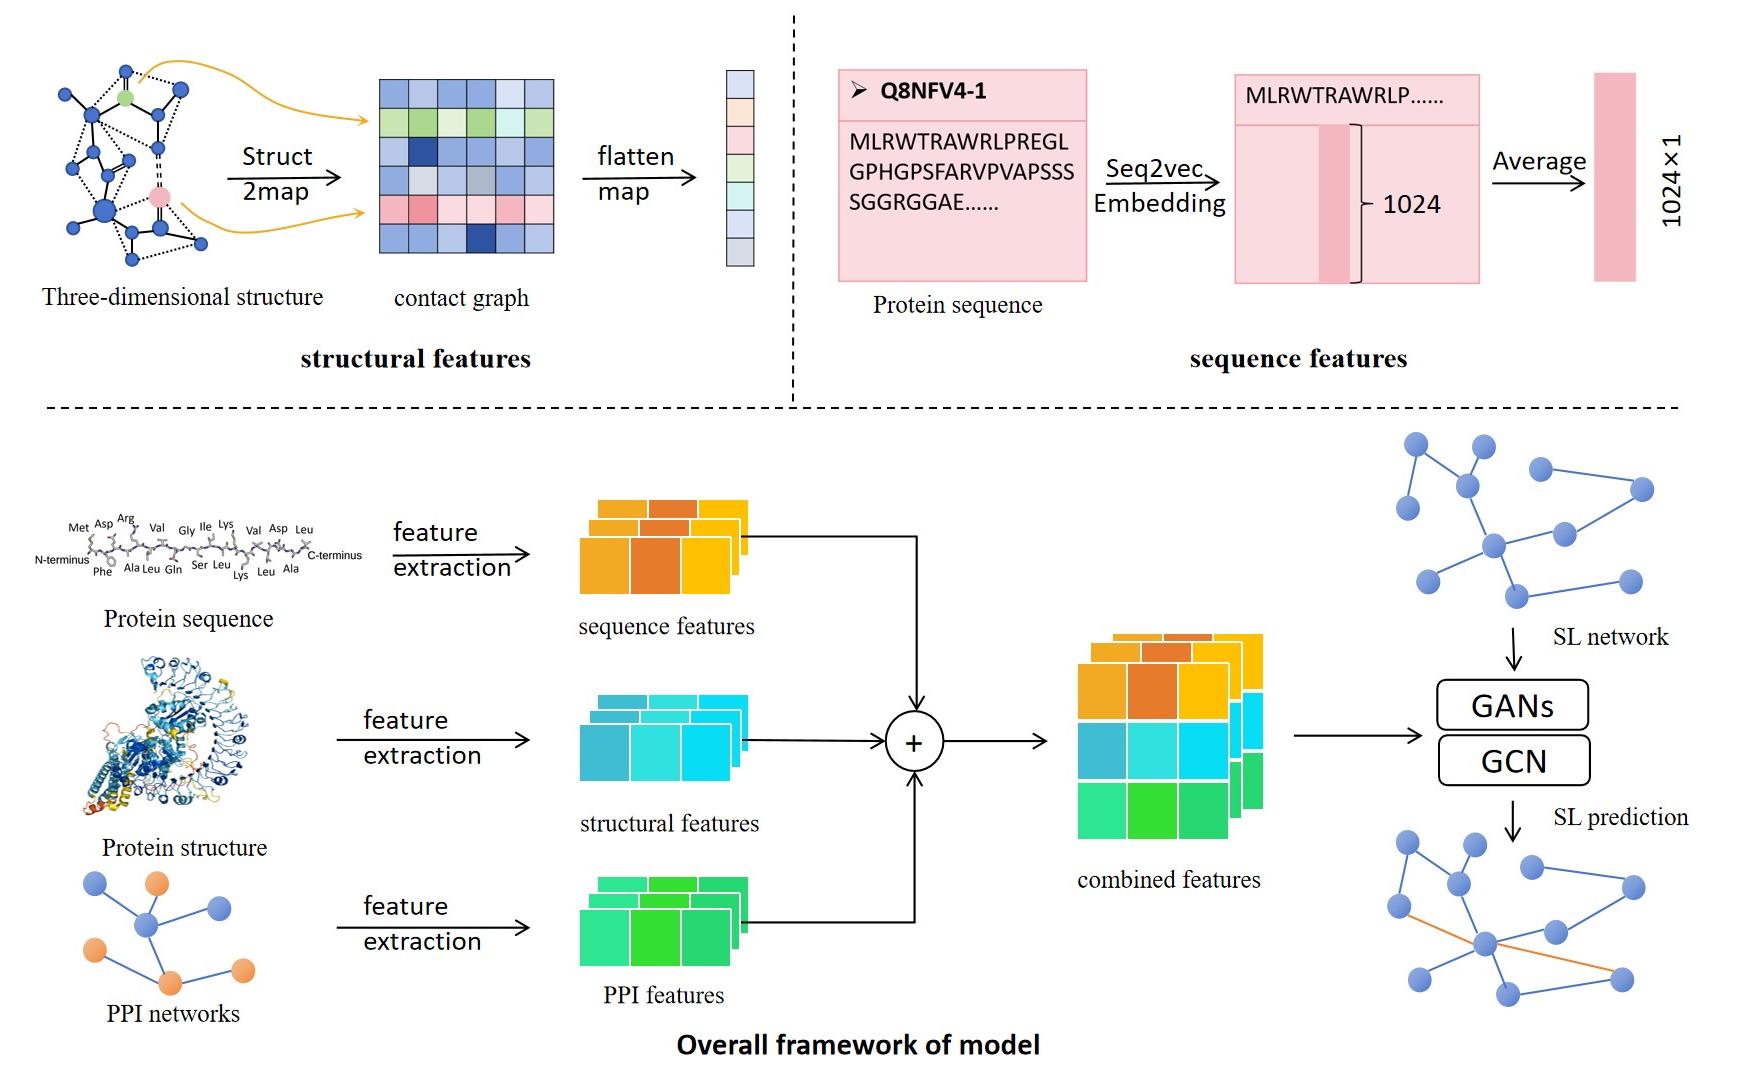 Struct
2map
flatten
map
Three-dimensional structure
contact graph
structural features
➢ Q8NFV4-1
MLRWTRAWRLPREGL
GPHGPSFARVPVAPSSS
SGGRGGAE......
Protein sequence
Seq2vec
Embedding
MLRWTRAWRLP......
1024
Average
1024×1
sequence features
Met Asp Arg Val Gly Ile Lys Val Asp Leu
N-terminus
C-terminus
Phe Ala Leu Gln Ser Leu Lys Leu Ala
Protein sequence
feature
extraction
sequence features
Protein structure
feature
extraction
structural features
PPI networks
feature
extraction
PPI features
+
combined features
SL network
GANs
GCN
SL prediction
Overall framework of model